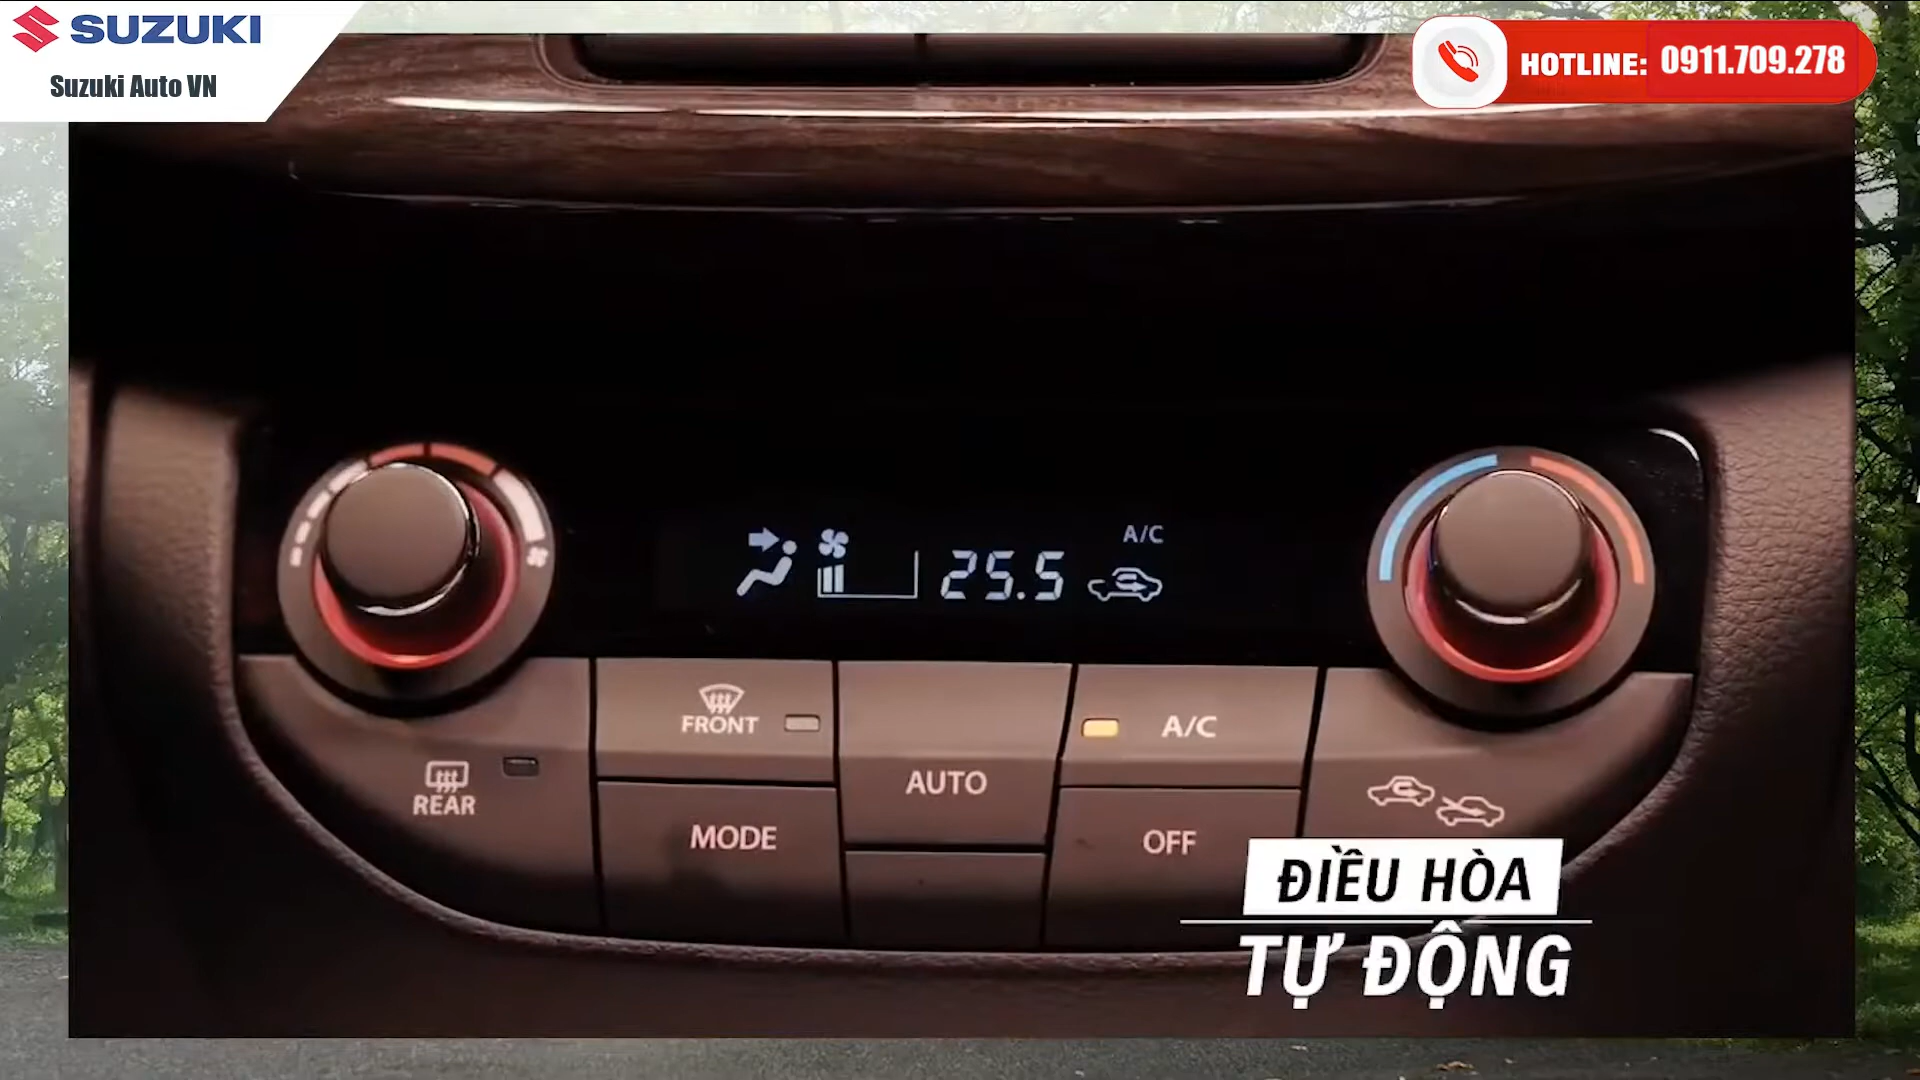 SUZUKI
Suzuki Auto VN
HOTLINE: 0911.709.278
A/C
25.5
FRONT
A/C
REAR
AUTO
MODE
OFF
ĐIỀU HÒA
TỰ ĐỘNG